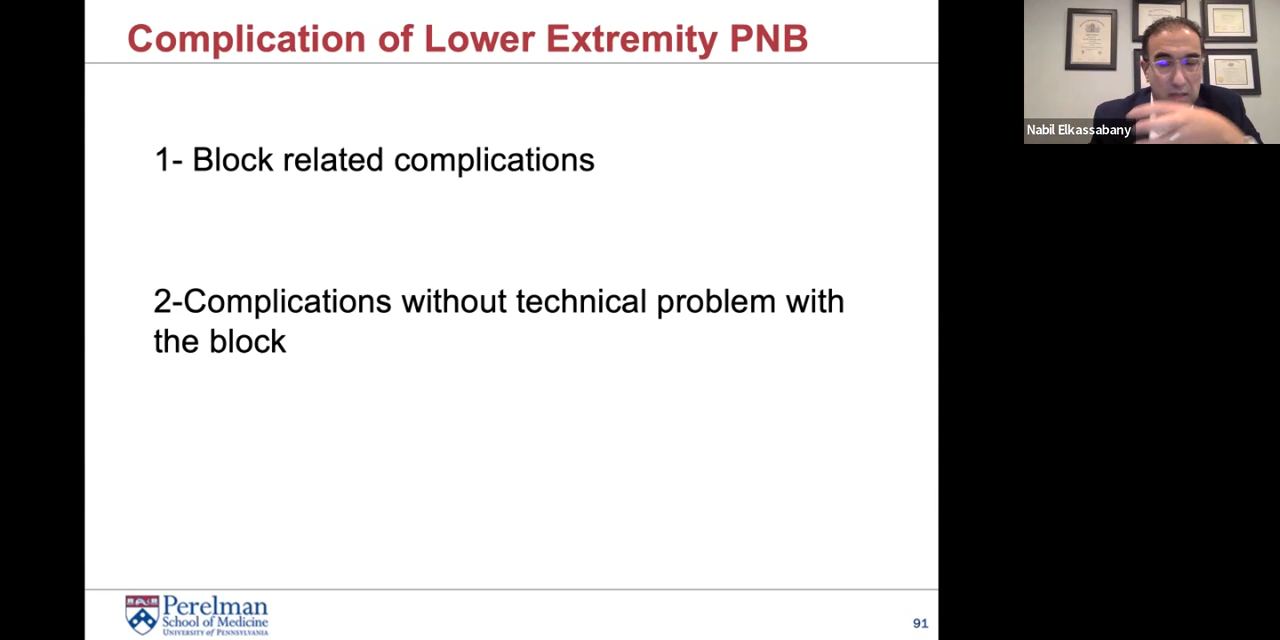 Complication of Lower Extremity PNB
1- Block related complications
2-Complications without technical problem with
the block
Perelman
School of Medicine
UNIVERSITY of PENNSYLVANIA
91
Nabil Elkassabany